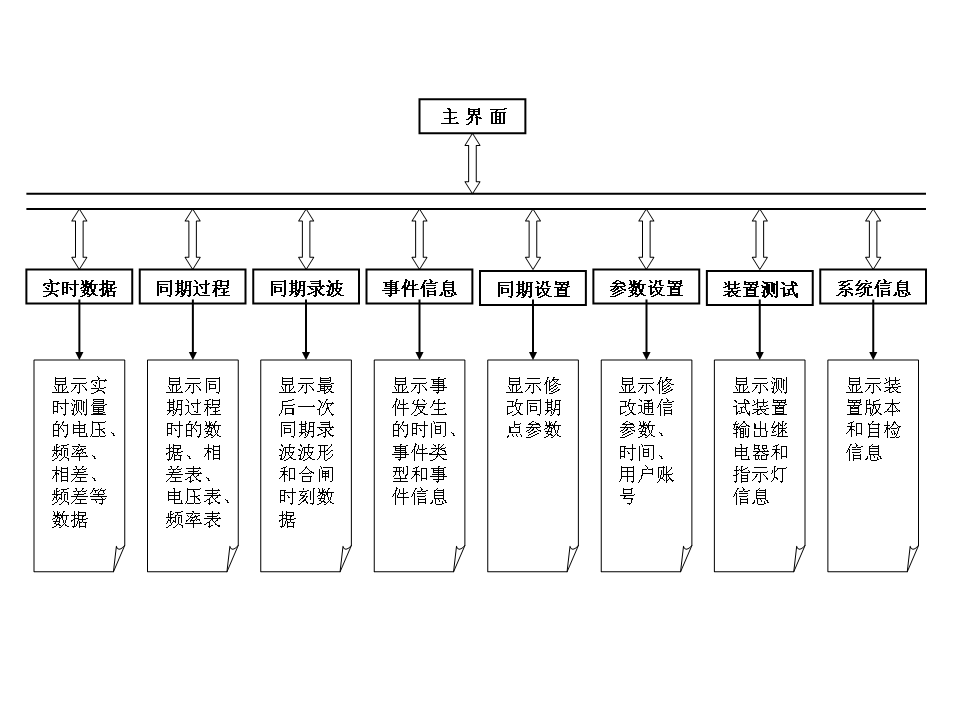 主 界 面
实时数据
同期过程
同期录波
事件信息
同期设置
参数设置
装置测试
系统信息
显示实
时测量
的电压、
频率、
相差、
频差等
数据
显示同
期过程
时的数
据、相
差表、
电压表、
频率表
显示最
后一次
同期录
波波形
和合闸
时刻数
据
显示事
件发生
的时间、
事件类
型和事
件信息
显示修
改同期
点参数
显示修
改通信
参数、
时间、
用户账
号
显示测
试装置
输出继
电器和
指示灯
信息
显示装
置版本
和自检
信息